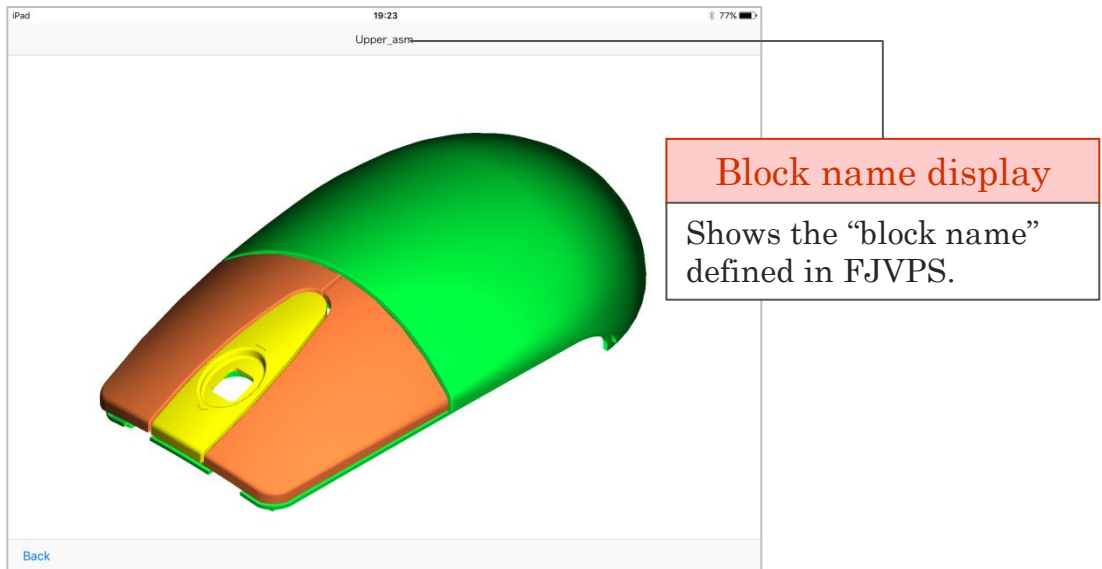 iPad 19:23 77%
Upper_asm
Block name display
Shows the “block name”
defined in FJVPS.
Back